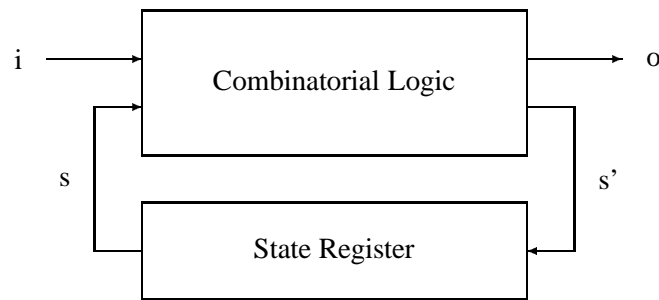 i
Combinatorial Logic
o
s
s’
State Register